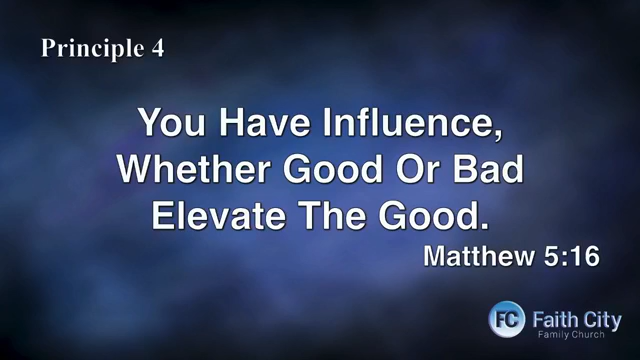 Principle 4
You Have Influence,
Whether Good Or Bad
Elevate The Good.
Matthew 5:16
FC Faith City
Family Church